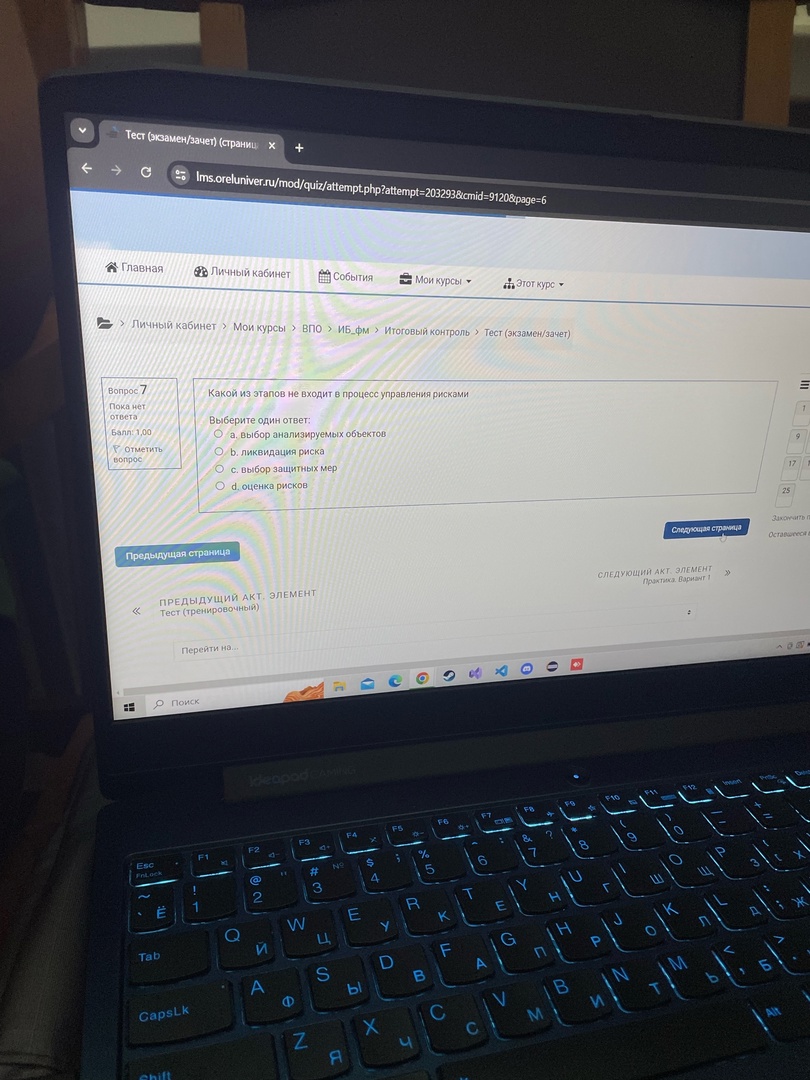 Тест (экзамен/зачет) (страниц
lms.oreluniver.ru/mod/quiz/attempt.php?attempt=203293&cmid=9120&page=6
Главная
Личный кабинет
События
Мои курсы
Этот курс
Личный кабинет > Мои курсы > ВПО > ИБ_фм > Итоговый контроль > Тест (экзамен/зачет)
Вопрос 7
Пока нет
ответа
Балл: 1,00
Отметить
вопрос
Какой из этапов не входит в процесс управления рисками
Выберите один ответ:
a. выбор анализируемых объектов
b. ликвидация риска
c. выбор защитных мер
d. оценка рисков
1
9
17
25
Закончить
Оставшееся
Предыдущая страница
Следующая страница
ПРЕДЫДУЩИЙ АКТ. ЭЛЕМЕНТ
Тест (тренировочный)
СЛЕДУЮЩИЙ АКТ. ЭЛЕМЕНТ
Практика. Вариант 1
Перейти на...
Поиск
ideapad GAMING
Esc F1 F2 F3 F4 F5 F6 F7 F8 F9 F10 F11 F12 Insert PrtSc
FnLock
~ ` Ё ! 1 @ " 2 # № 3 $ ; 4 % 5 ^ : 6 & ? 7 * 8 ( 9 ) 0 _ - + =
Tab Q Й W Ц E У R К T Е Y Н U Г I Ш O Щ P З
CapsLk A Ф S Ы D В F А G П H Р J О K Л L Д : ; Ж
Shift Z Я X Ч C С V М B И N Т M Ь < , Б > .
Alt